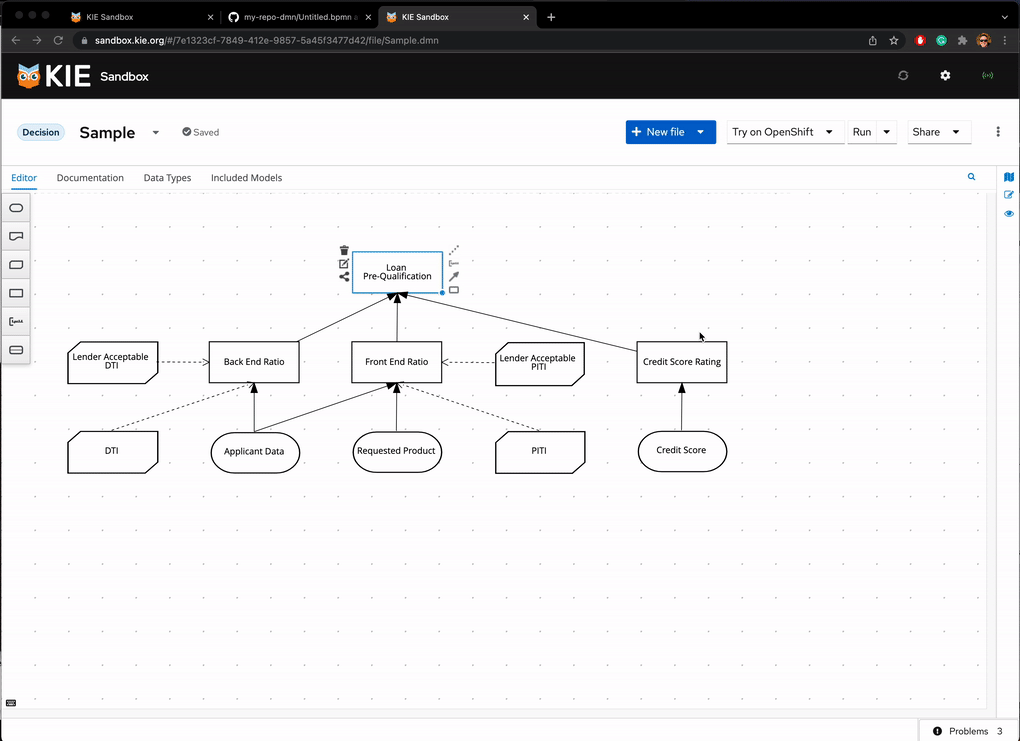 KIE Sandbox
my-repo-dmn/Untitled.bpmn a
KIE Sandbox
sandbox.kie.org/#/7e1323cf-7849-412e-9857-5a45f3477d42/file/Sample.dmn
KIE Sandbox
Decision
Sample
Saved
New file
Try on OpenShift
Run
Share
Editor
Documentation
Data Types
Included Models
Loan
Pre-Qualification
Lender Acceptable
DTI
Back End Ratio
Front End Ratio
Lender Acceptable
PITI
Credit Score Rating
DTI
Applicant Data
Requested Product
PITI
Credit Score
Problems 3